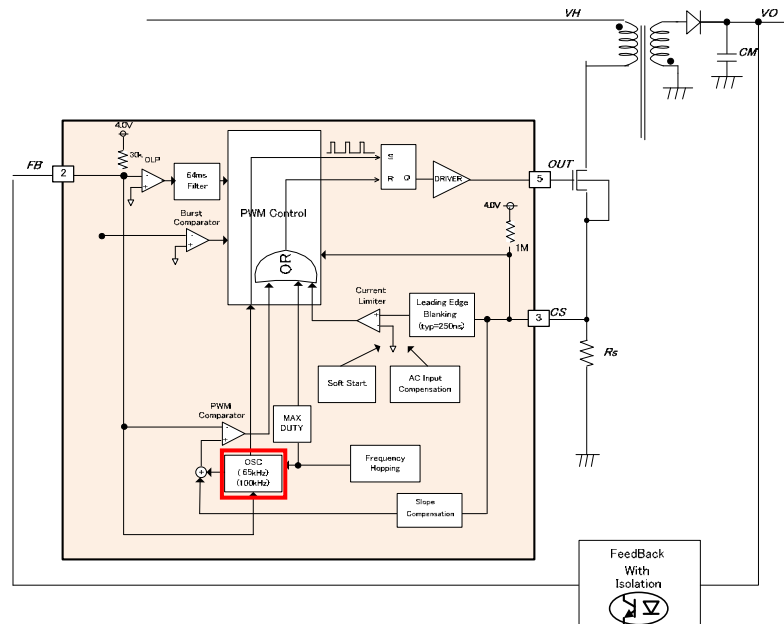 VH
VO
CM
4.0V
30k
OLP
FB
2
64ms
Filter
PWM Control
S
R
Q
DRIVER
5
OUT
4.0V
1M
Burst
Comparator
OR
Current
Limiter
Leading Edge
Blanking
(typ=250ns)
3
CS
Rs
Soft Start
AC Input
Compensation
PWM
Comparator
MAX
DUTY
OSC
(65kHz)
(100kHz)
Frequency
Hopping
Slope
Compensation
FeedBack
With
Isolation